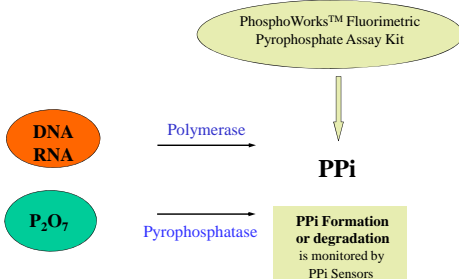 PhosphoWorks™ Fluorimetric
Pyrophosphate Assay Kit
DNA
RNA
Polymerase
PPi
P₂O₇
Pyrophosphatase
PPi Formation
or degradation
is monitored by
PPi Sensors